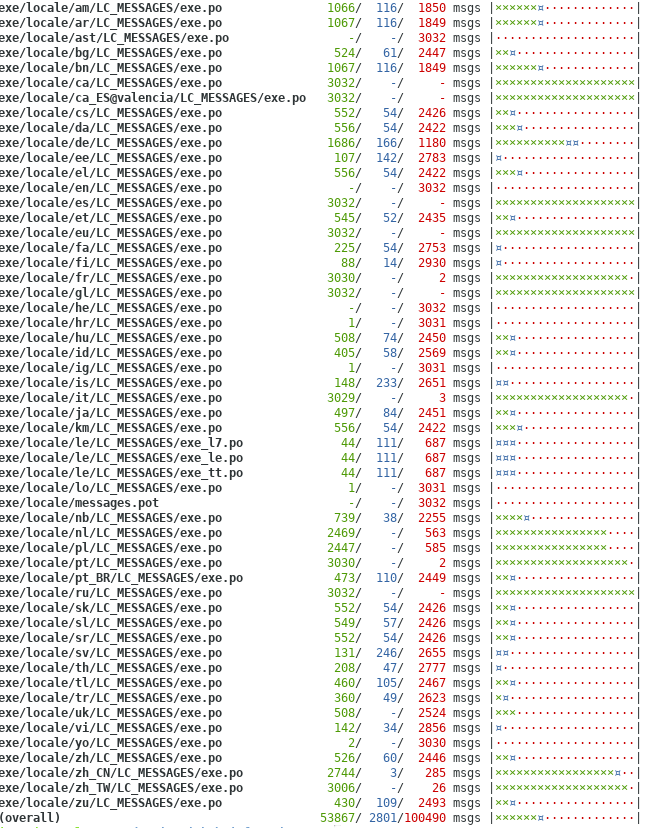 exe/locale/am/LC_MESSAGES/exe.po 1066/ 116/ 1850 msgs |××××××¤·············|
exe/locale/ar/LC_MESSAGES/exe.po 1067/ 116/ 1849 msgs |××××××¤·············|
exe/locale/ast/LC_MESSAGES/exe.po -/ -/ 3032 msgs |····················|
exe/locale/bg/LC_MESSAGES/exe.po 524/ 61/ 2447 msgs |××¤·················|
exe/locale/bn/LC_MESSAGES/exe.po 1067/ 116/ 1849 msgs |××××××¤·············|
exe/locale/ca/LC_MESSAGES/exe.po 3032/ -/ - msgs |××××××××××××××××××××|
exe/locale/ca_ES@valencia/LC_MESSAGES/exe.po 3032/ -/ - msgs |××××××××××××××××××××|
exe/locale/cs/LC_MESSAGES/exe.po 552/ 54/ 2426 msgs |××¤·················|
exe/locale/da/LC_MESSAGES/exe.po 556/ 54/ 2422 msgs |×××¤················|
exe/locale/de/LC_MESSAGES/exe.po 1686/ 166/ 1180 msgs |××××××××××¤¤········|
exe/locale/ee/LC_MESSAGES/exe.po 107/ 142/ 2783 msgs |¤···················|
exe/locale/el/LC_MESSAGES/exe.po 556/ 54/ 2422 msgs |×××¤················|
exe/locale/en/LC_MESSAGES/exe.po -/ -/ 3032 msgs |····················|
exe/locale/es/LC_MESSAGES/exe.po 3032/ -/ - msgs |××××××××××××××××××××|
exe/locale/et/LC_MESSAGES/exe.po 545/ 52/ 2435 msgs |××¤·················|
exe/locale/eu/LC_MESSAGES/exe.po 3032/ -/ - msgs |××××××××××××××××××××|
exe/locale/fa/LC_MESSAGES/exe.po 225/ 54/ 2753 msgs |¤···················|
exe/locale/fi/LC_MESSAGES/exe.po 88/ 14/ 2930 msgs |¤···················|
exe/locale/fr/LC_MESSAGES/exe.po 3030/ -/ 2 msgs |×××××××××××××××××××·|
exe/locale/gl/LC_MESSAGES/exe.po 3032/ -/ - msgs |××××××××××××××××××××|
exe/locale/he/LC_MESSAGES/exe.po -/ -/ 3032 msgs |····················|
exe/locale/hr/LC_MESSAGES/exe.po 1/ -/ 3031 msgs |····················|
exe/locale/hu/LC_MESSAGES/exe.po 508/ 74/ 2450 msgs |××¤·················|
exe/locale/id/LC_MESSAGES/exe.po 405/ 58/ 2569 msgs |××¤·················|
exe/locale/ig/LC_MESSAGES/exe.po 1/ -/ 3031 msgs |····················|
exe/locale/is/LC_MESSAGES/exe.po 148/ 233/ 2651 msgs |¤¤··················|
exe/locale/it/LC_MESSAGES/exe.po 3029/ -/ 3 msgs |×××××××××××××××××××·|
exe/locale/ja/LC_MESSAGES/exe.po 497/ 84/ 2451 msgs |××¤·················|
exe/locale/km/LC_MESSAGES/exe.po 556/ 54/ 2422 msgs |×××¤················|
exe/locale/le/LC_MESSAGES/exe_l7.po 44/ 111/ 687 msgs |¤¤¤·················|
exe/locale/le/LC_MESSAGES/exe_le.po 44/ 111/ 687 msgs |¤¤¤·················|
exe/locale/le/LC_MESSAGES/exe_tt.po 44/ 111/ 687 msgs |¤¤¤·················|
exe/locale/lo/LC_MESSAGES/exe.po 1/ -/ 3031 msgs |····················|
exe/locale/messages.pot -/ -/ 3032 msgs |····················|
exe/locale/nb/LC_MESSAGES/exe.po 739/ 38/ 2255 msgs |××××¤···············|
exe/locale/nl/LC_MESSAGES/exe.po 2469/ -/ 563 msgs |××××××××××××××××····|
exe/locale/pl/LC_MESSAGES/exe.po 2447/ -/ 585 msgs |××××××××××××××××····|
exe/locale/pt/LC_MESSAGES/exe.po 3030/ -/ 2 msgs |×××××××××××××××××××·|
exe/locale/pt_BR/LC_MESSAGES/exe.po 473/ 110/ 2449 msgs |××¤·················|
exe/locale/ru/LC_MESSAGES/exe.po 3032/ -/ - msgs |××××××××××××××××××××|
exe/locale/sk/LC_MESSAGES/exe.po 552/ 54/ 2426 msgs |××¤·················|
exe/locale/sl/LC_MESSAGES/exe.po 549/ 57/ 2426 msgs |××¤·················|
exe/locale/sr/LC_MESSAGES/exe.po 552/ 54/ 2426 msgs |××¤·················|
exe/locale/sv/LC_MESSAGES/exe.po 131/ 246/ 2655 msgs |¤¤··················|
exe/locale/th/LC_MESSAGES/exe.po 208/ 47/ 2777 msgs |¤···················|
exe/locale/tl/LC_MESSAGES/exe.po 460/ 105/ 2467 msgs |××¤·················|
exe/locale/tr/LC_MESSAGES/exe.po 360/ 49/ 2623 msgs |×¤··················|
exe/locale/uk/LC_MESSAGES/exe.po 508/ -/ 2524 msgs |×××·················|
exe/locale/vi/LC_MESSAGES/exe.po 142/ 34/ 2856 msgs |¤···················|
exe/locale/yo/LC_MESSAGES/exe.po 2/ -/ 3030 msgs |····················|
exe/locale/zh/LC_MESSAGES/exe.po 526/ 60/ 2446 msgs |××¤·················|
exe/locale/zh_CN/LC_MESSAGES/exe.po 2744/ 3/ 285 msgs |×××××××××××××××××¤··|
exe/locale/zh_TW/LC_MESSAGES/exe.po 3006/ -/ 26 msgs |×××××××××××××××××××·|
exe/locale/zu/LC_MESSAGES/exe.po 430/ 109/ 2493 msgs |××¤·················|
(overall) 53867/ 2801/100490 msgs |××××××¤·············|